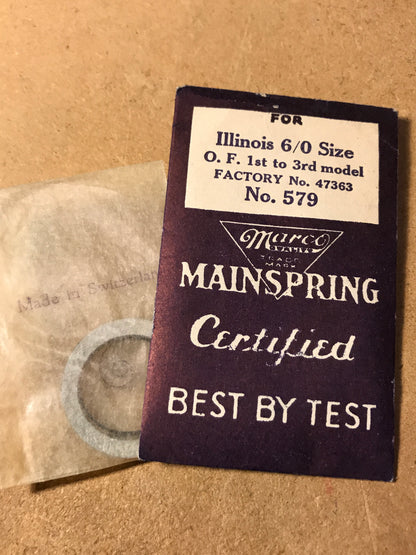 FOR
Illinois 6/0 Size
O. F. 1st to 3rd model
FACTORY No. 47363
No. 579
Marco
QUALITY
TRADE
MARK
MAINSPRING
Certified
BEST BY TEST
Made in Switzerland